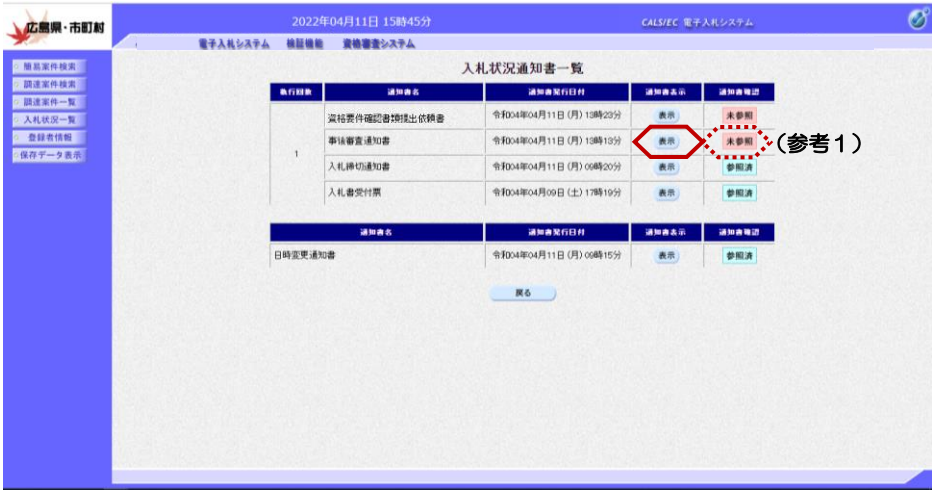 広島県・市町村
2022年04月11日 15時45分
CALS/EC 電子入札システム
電子入札システム 検証機能 資格審査システム
簡易案件検索
調達案件検索
調達案件一覧
入札状況一覧
登録者情報
保存データ表示
入札状況通知書一覧
執行回数 通知書名 通知書発行日付 通知書表示 通知書確認
1
資格要件確認書類提出依頼書 令和04年04月11日(月) 13時23分 表示 未参照
事後審査通知書 令和04年04月11日(月) 13時13分 表示 未参照 (参考1)
入札締切通知書 令和04年04月11日(月) 09時20分 表示 参照済
入札書受付票 令和04年04月09日(土) 17時19分 表示 参照済
通知書名 通知書発行日付 通知書表示 通知書確認
日時変更通知書 令和04年04月11日(月) 09時15分 表示 参照済
戻る